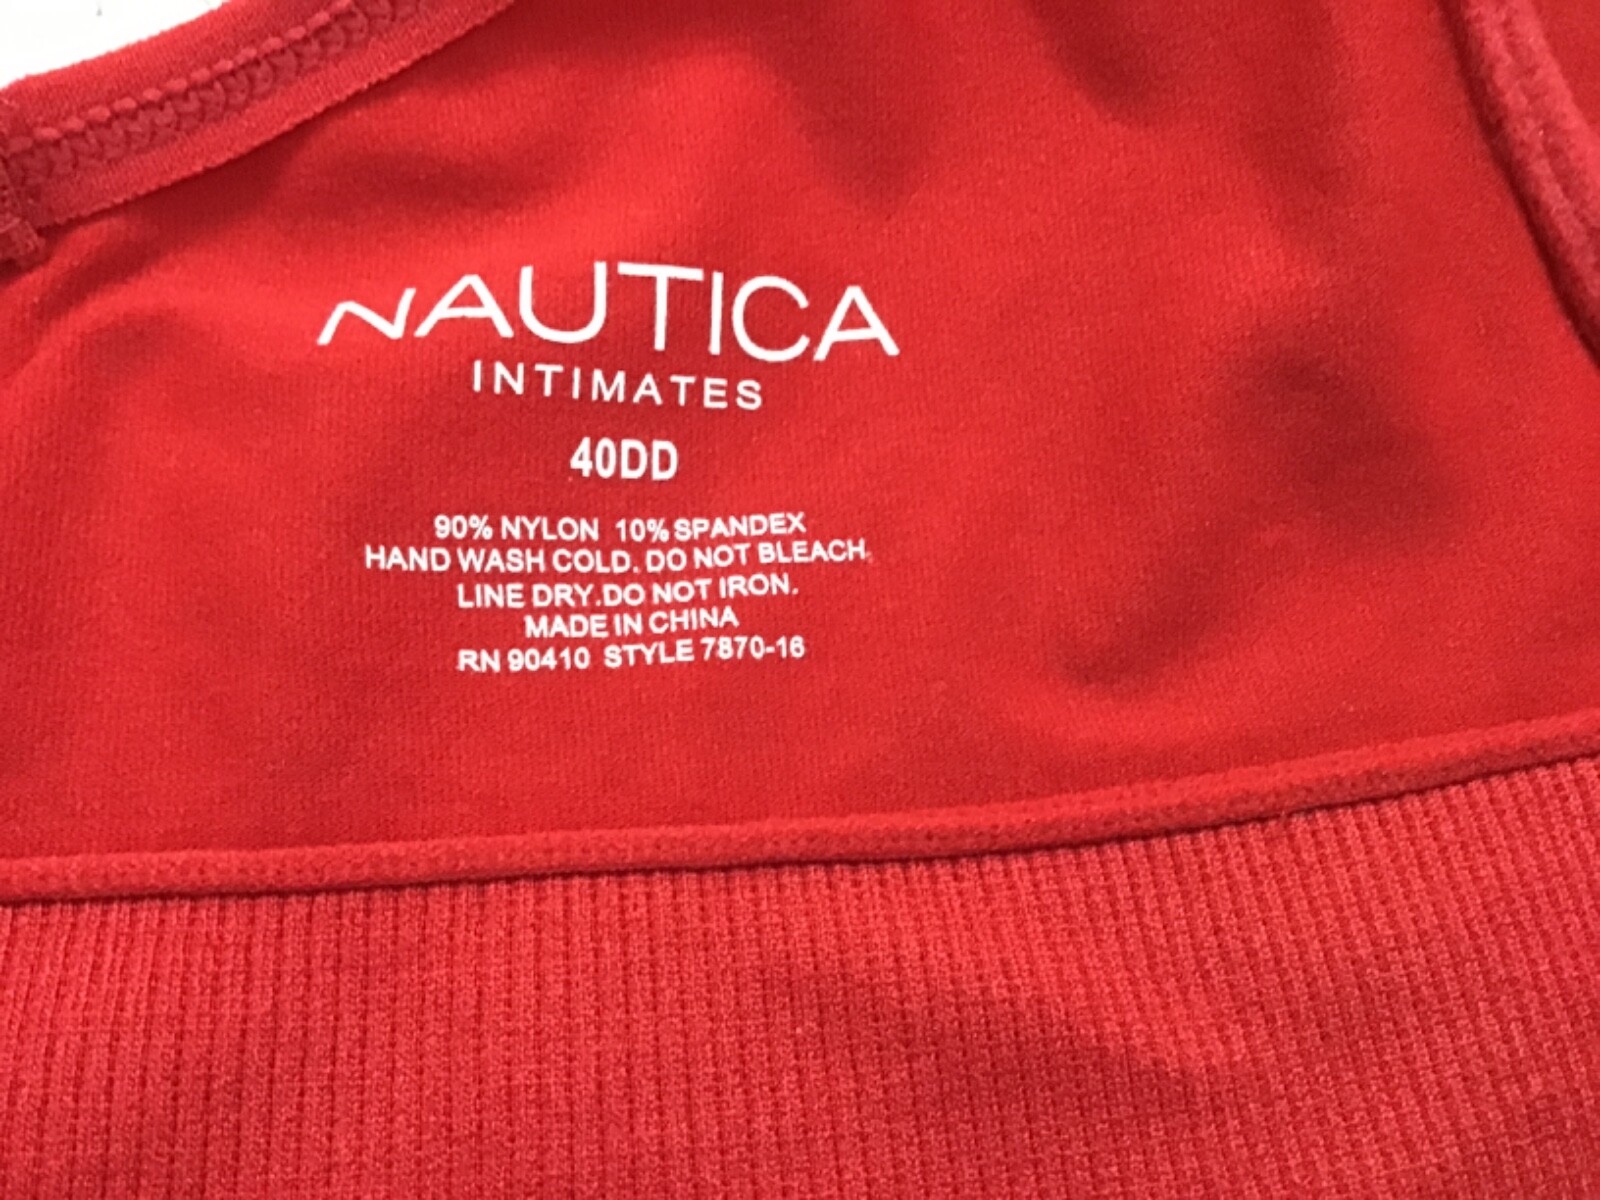 NAUTICA
INTIMATES
40DD
90% NYLON 10% SPANDEX
HAND WASH COLD. DO NOT BLEACH.
LINE DRY.DO NOT IRON.
MADE IN CHINA
RN 90410 STYLE 7870-16